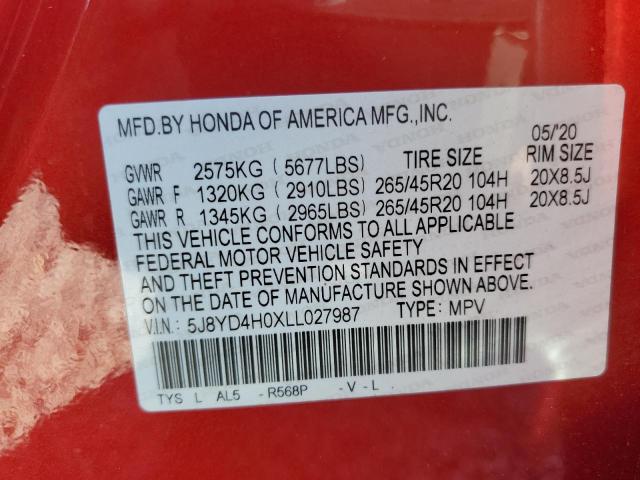 MFD.BY HONDA OF AMERICA MFG.,INC. 05/'20
GVWR 2575KG (5677LBS) TIRE SIZE RIM SIZE
GAWR F 1320KG (2910LBS) 265/45R20 104H 20X8.5J
GAWR R 1345KG (2965LBS) 265/45R20 104H 20X8.5J
THIS VEHICLE CONFORMS TO ALL APPLICABLE
FEDERAL MOTOR VEHICLE SAFETY
AND THEFT PREVENTION STANDARDS IN EFFECT
ON THE DATE OF MANUFACTURE SHOWN ABOVE.
V.I.N.: 5J8YD4H0XLL027987 TYPE: MPV
TYS L AL5 -R568P -V-L